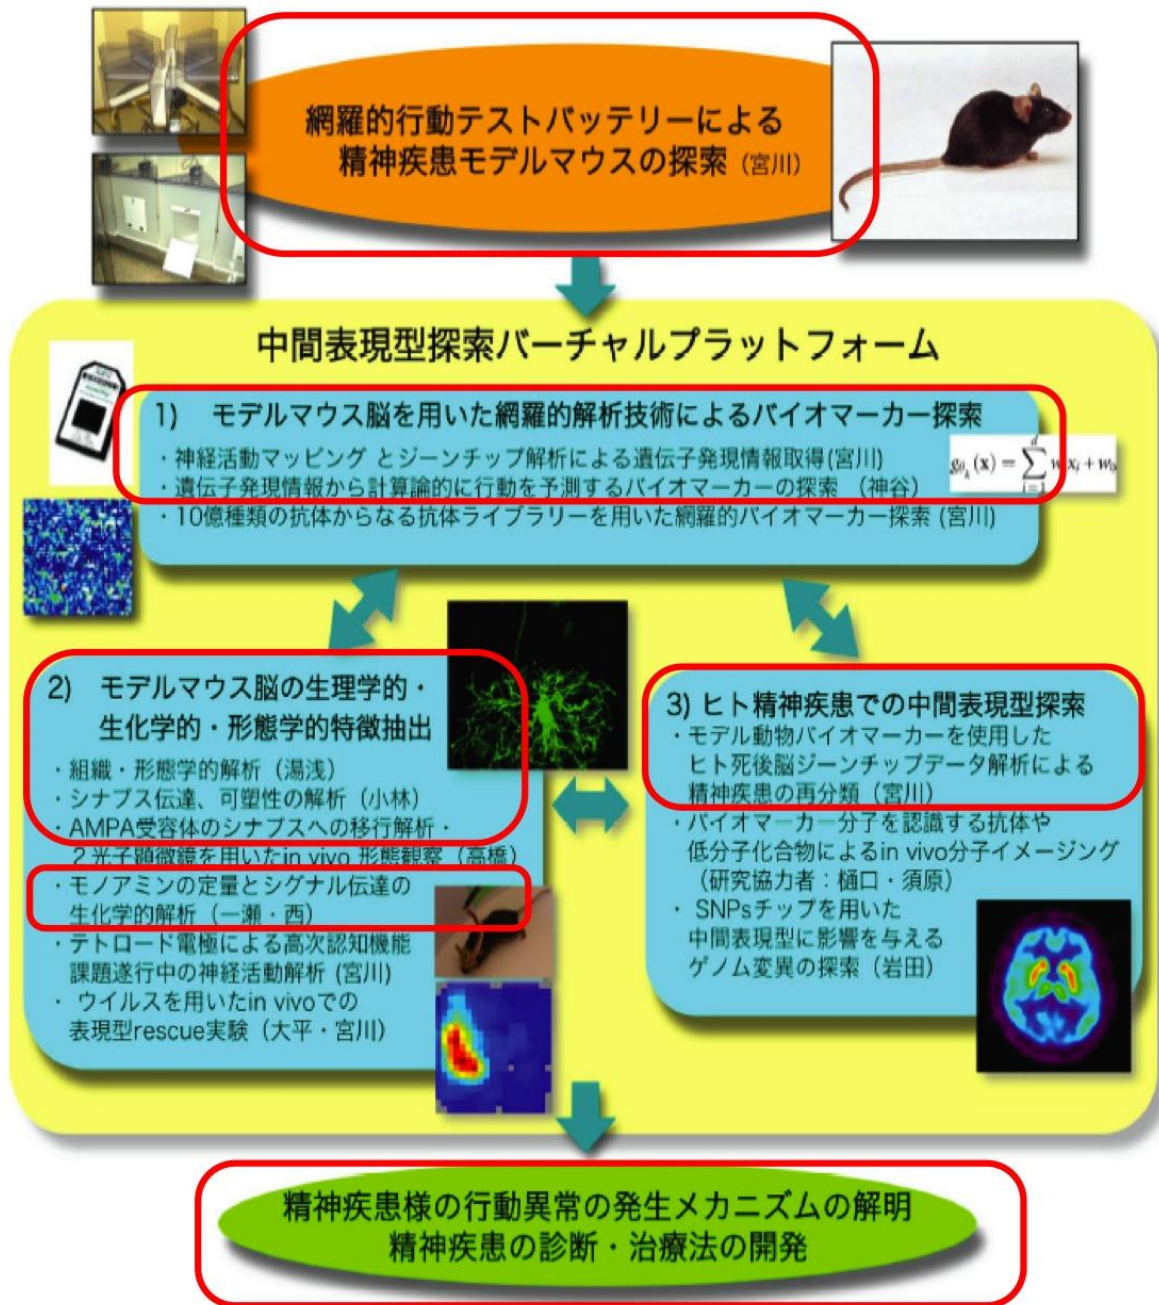 網羅的行動テストバッテリーによる
精神疾患モデルマウスの探索（宮川）
中間表現型探索バーチャルプラットフォーム
1) モデルマウス脳を用いた網羅的解析技術によるバイオマーカー探索
・神経活動マッピング とジーンチップ解析による遺伝子発現情報取得(宮川)
・遺伝子発現情報から計算論的に行動を予測するバイオマーカーの探索 （神谷）
・10億種類の抗体からなる抗体ライブラリーを用いた網羅的バイオマーカー探索 (宮川)
2) モデルマウス脳の生理学的・
生化学的・形態学的特徴抽出
・組織・形態学的解析（湯浅）
・シナプス伝達、可塑性の解析（小林）
・AMPA受容体のシナプスへの移行解析・
２光子顕微鏡を用いたin vivo 形態観察（高橋）
・モノアミンの定量とシグナル伝達の
生化学的解析（一瀬・西）
・テトロード電極による高次認知機能
課題遂行中の神経活動解析 (宮川)
・ ウイルスを用いたin vivoでの
表現型rescue実験（大平・宮川）
3) ヒト精神疾患での中間表現型探索
・モデル動物バイオマーカーを使用した
ヒト死後脳ジーンチップデータ解析による
精神疾患の再分類（宮川）
・バイオマーカー分子を認識する抗体や
低分子化合物によるin vivo分子イメージング
（研究協力者：樋口・須原）
・ SNPsチップを用いた
中間表現型に影響を与える
ゲノム変異の探索（岩田）
精神疾患様の行動異常の発生メカニズムの解明
精神疾患の診断・治療法の開発